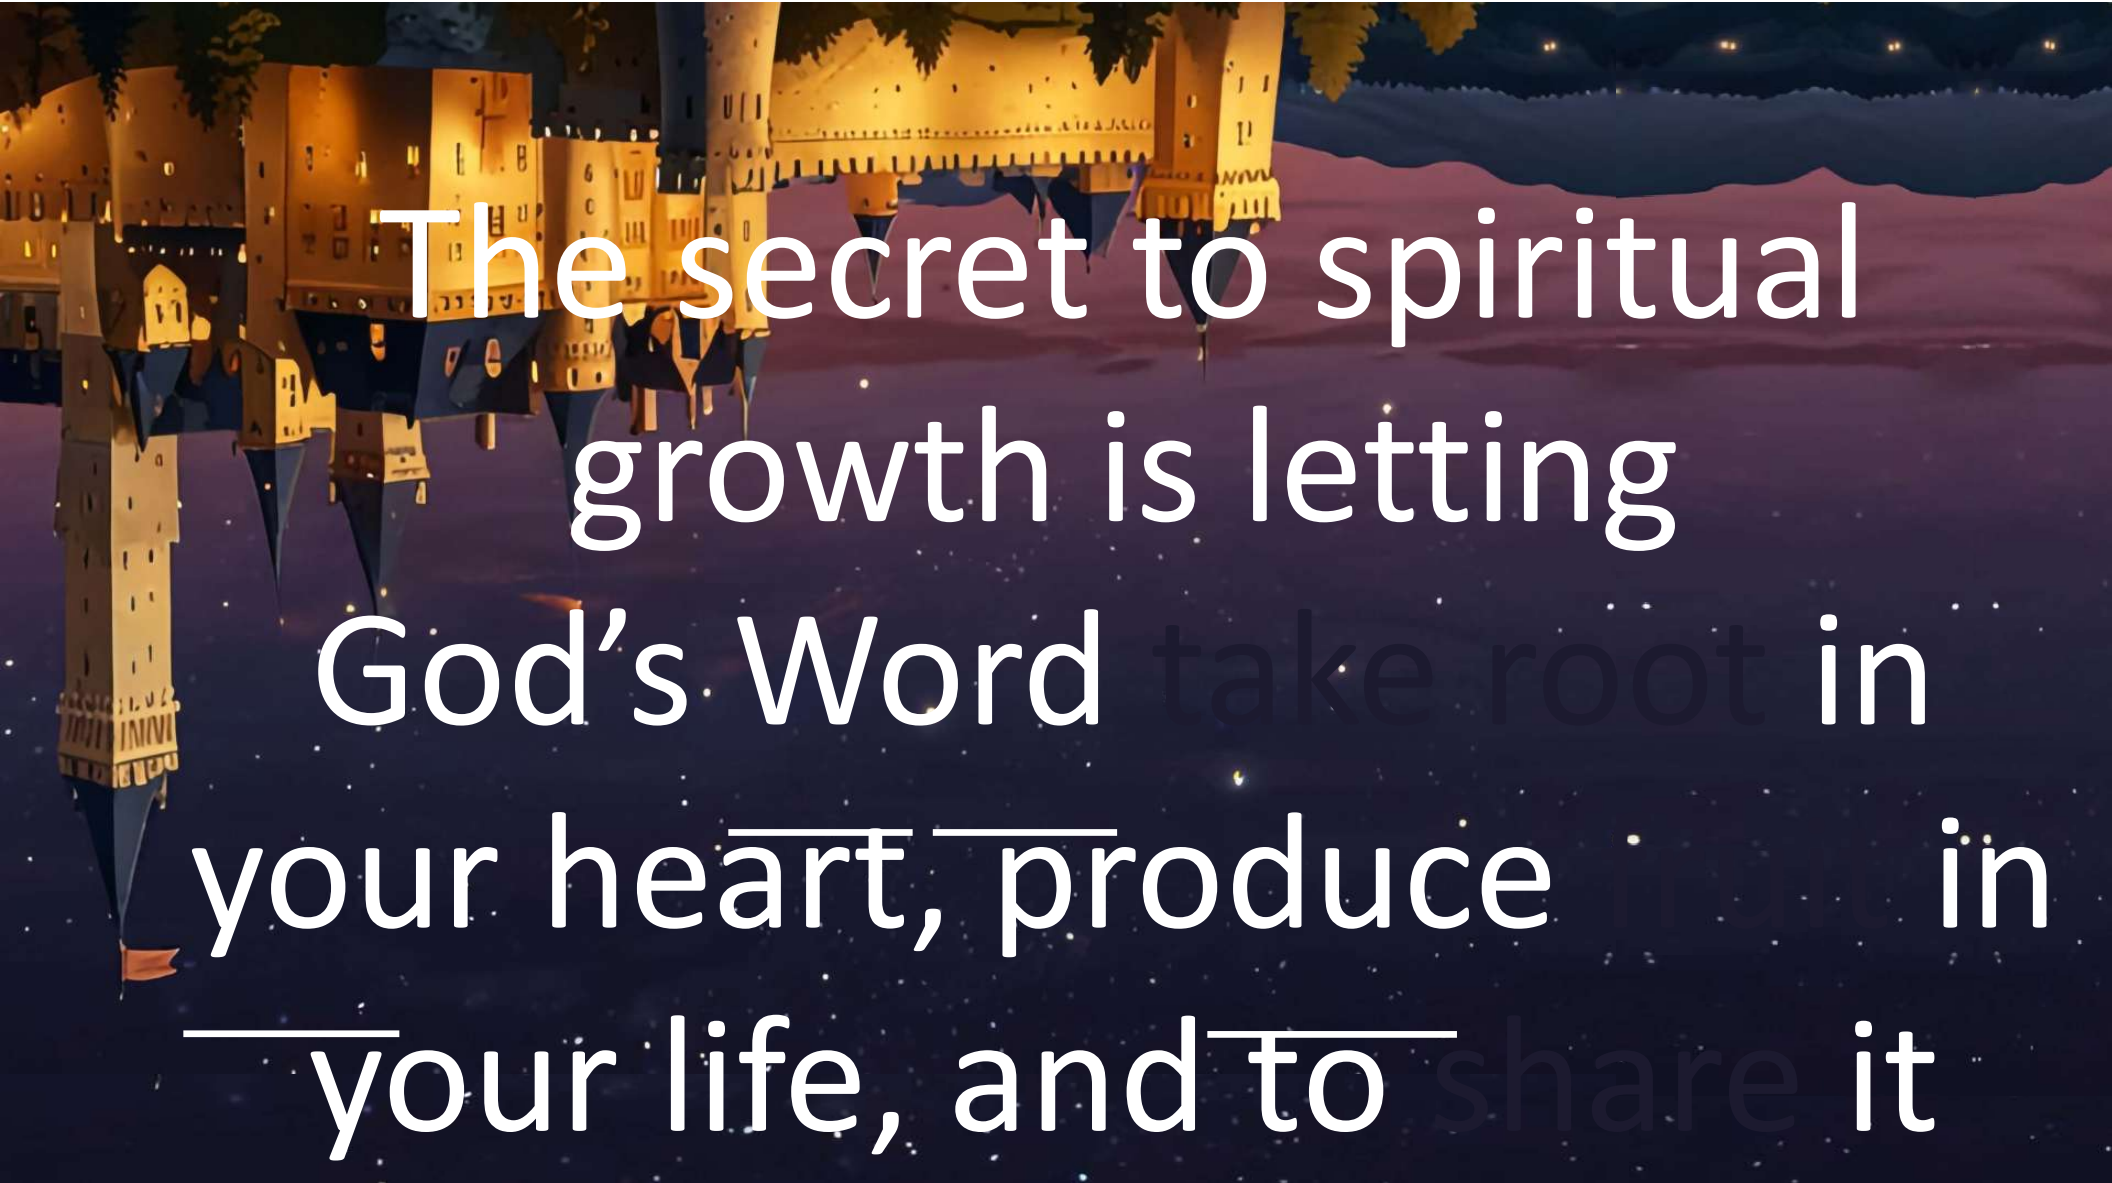 The secret to spiritual
growth is letting
God’s Word take root in
your heart, produce fruit in
your life, and to share it